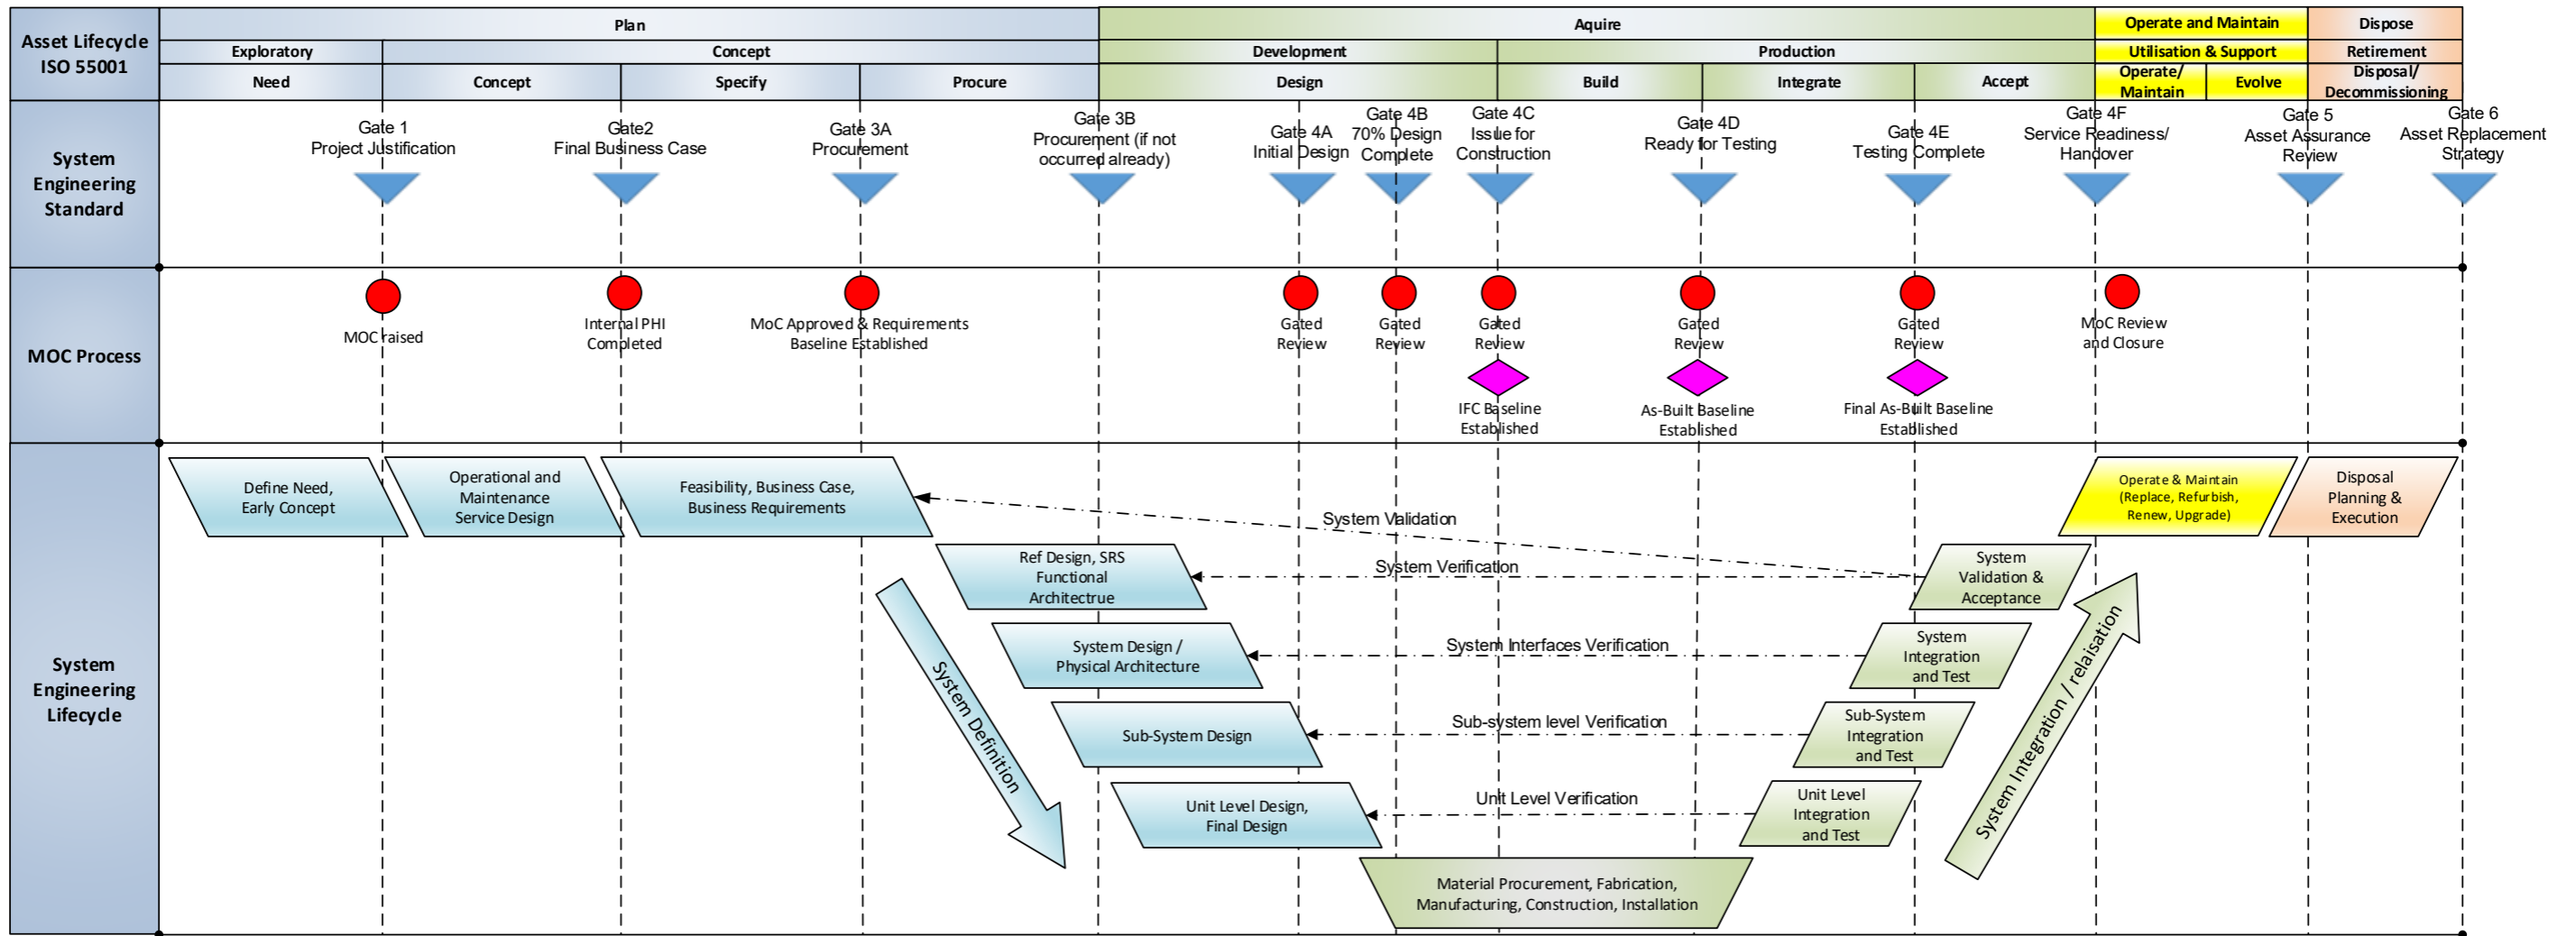 Asset Lifecycle
ISO 55001
Plan
Aquire
Operate and Maintain
Dispose
Exploratory
Concept
Development
Production
Utilisation & Support
Retirement
Need
Concept
Specify
Procure
Design
Build
Integrate
Accept
Operate/
Maintain
Evolve
Disposal/
Decommissioning
System
Engineering
Standard
Gate 1
Project Justification
Gate2
Final Business Case
Gate 3A
Procurement
Gate 3B
Procurement (if not
occurred already)
Gate 4A
Initial Design
Gate 4B
70% Design
Complete
Gate 4C
Issue for
Construction
Gate 4D
Ready for Testing
Gate 4E
Testing Complete
Gate 4F
Service Readiness/
Handover
Gate 5
Asset Assurance
Review
Gate 6
Asset Replacement
Strategy
MOC Process
MOC raised
Internal PHI
Completed
MoC Approved & Requirements
Baseline Established
Gated
Review
Gated
Review
Gated
Review
Gated
Review
Gated
Review
MoC Review
and Closure
IFC Baseline
Established
As-Built Baseline
Established
Final As-Built Baseline
Established
System
Engineering
Lifecycle
Define Need,
Early Concept
Operational and
Maintenance
Service Design
Feasibility, Business Case,
Business Requirements
System Validation
Operate & Maintain
(Replace, Refurbish,
Renew, Upgrade)
Disposal
Planning &
Execution
Ref Design, SRS
Functional
Architectrue
System Verification
System
Validation &
Acceptance
System Design /
Physical Architecture
System Interfaces Verification
System
Integration
and Test
Sub-System Design
Sub-system level Verification
Sub-System
Integration
and Test
Unit Level Design,
Final Design
Unit Level Verification
Unit Level
Integration
and Test
System Definition
System Integration / relaisation
Material Procurement, Fabrication,
Manufacturing, Construction, Installation